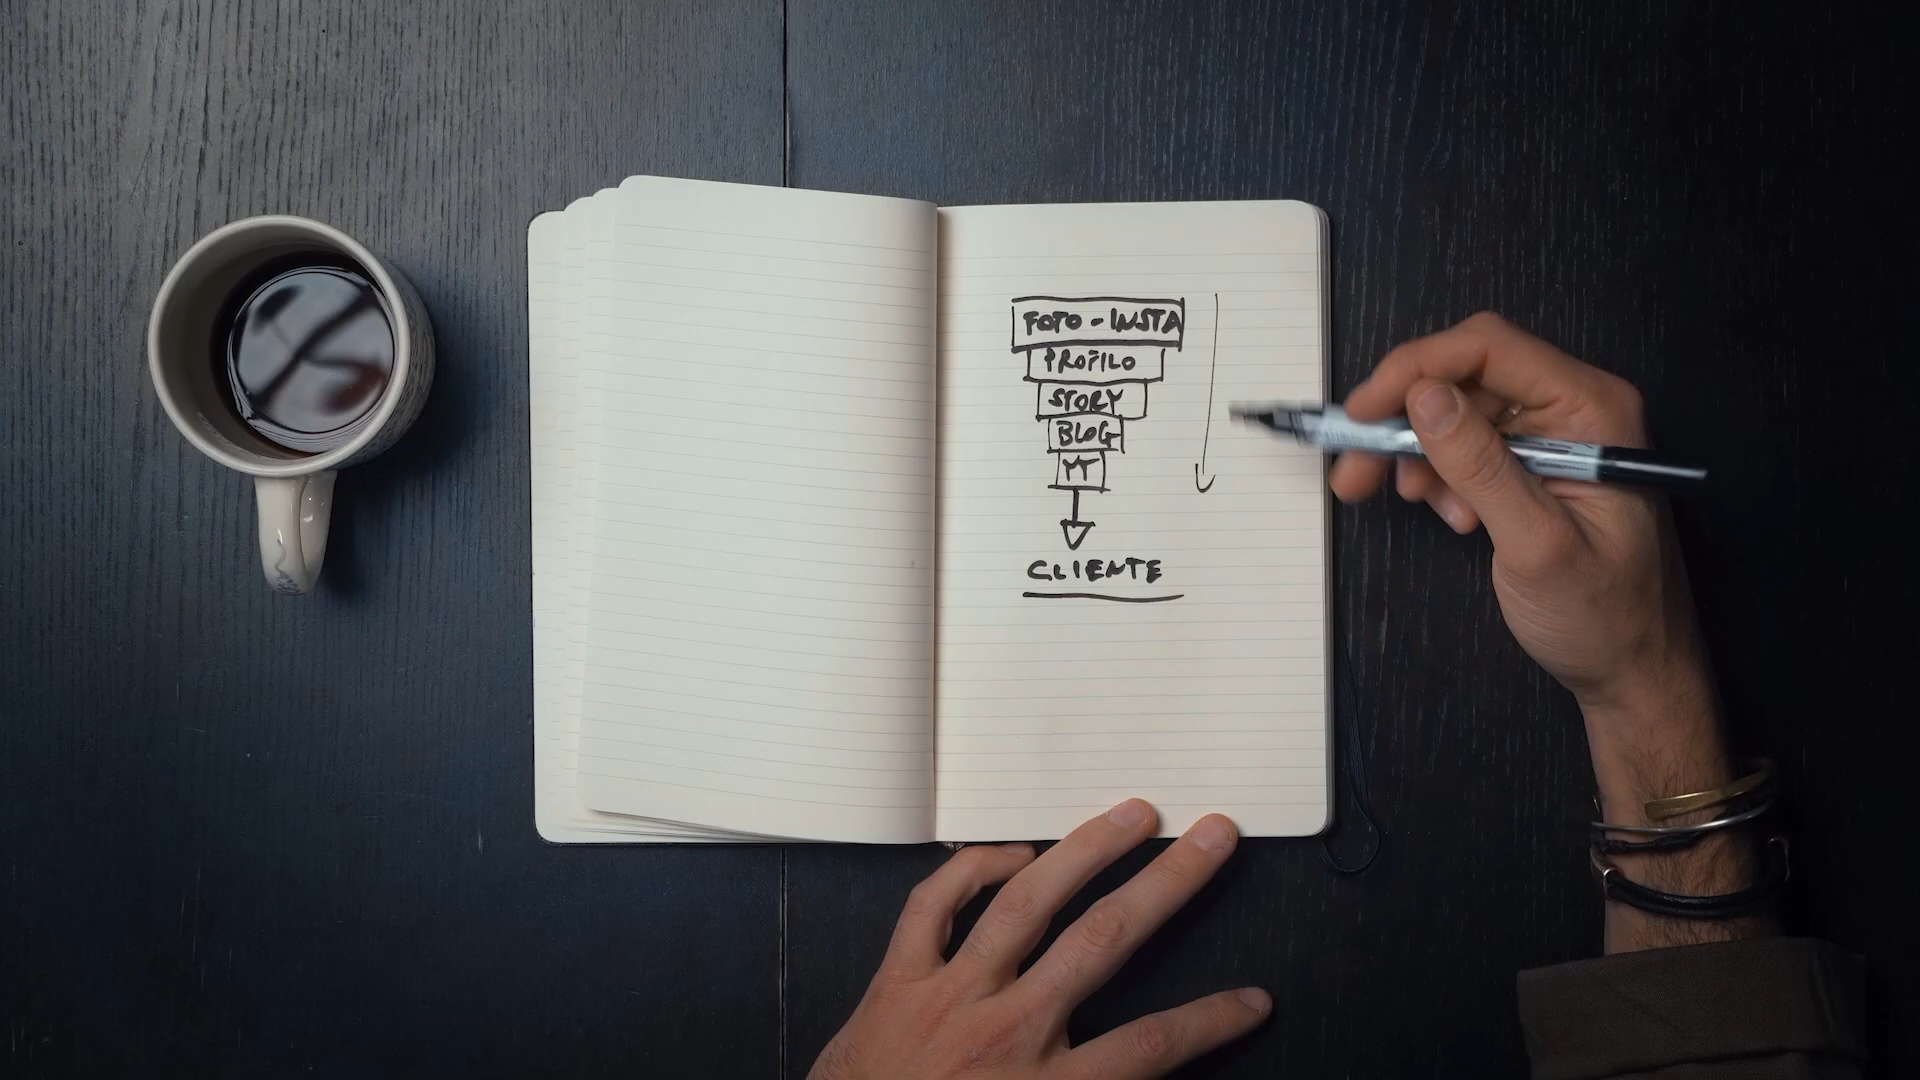 FOTO - INSTA
PROFILO
STORY
BLOG
YT
CLIENTE